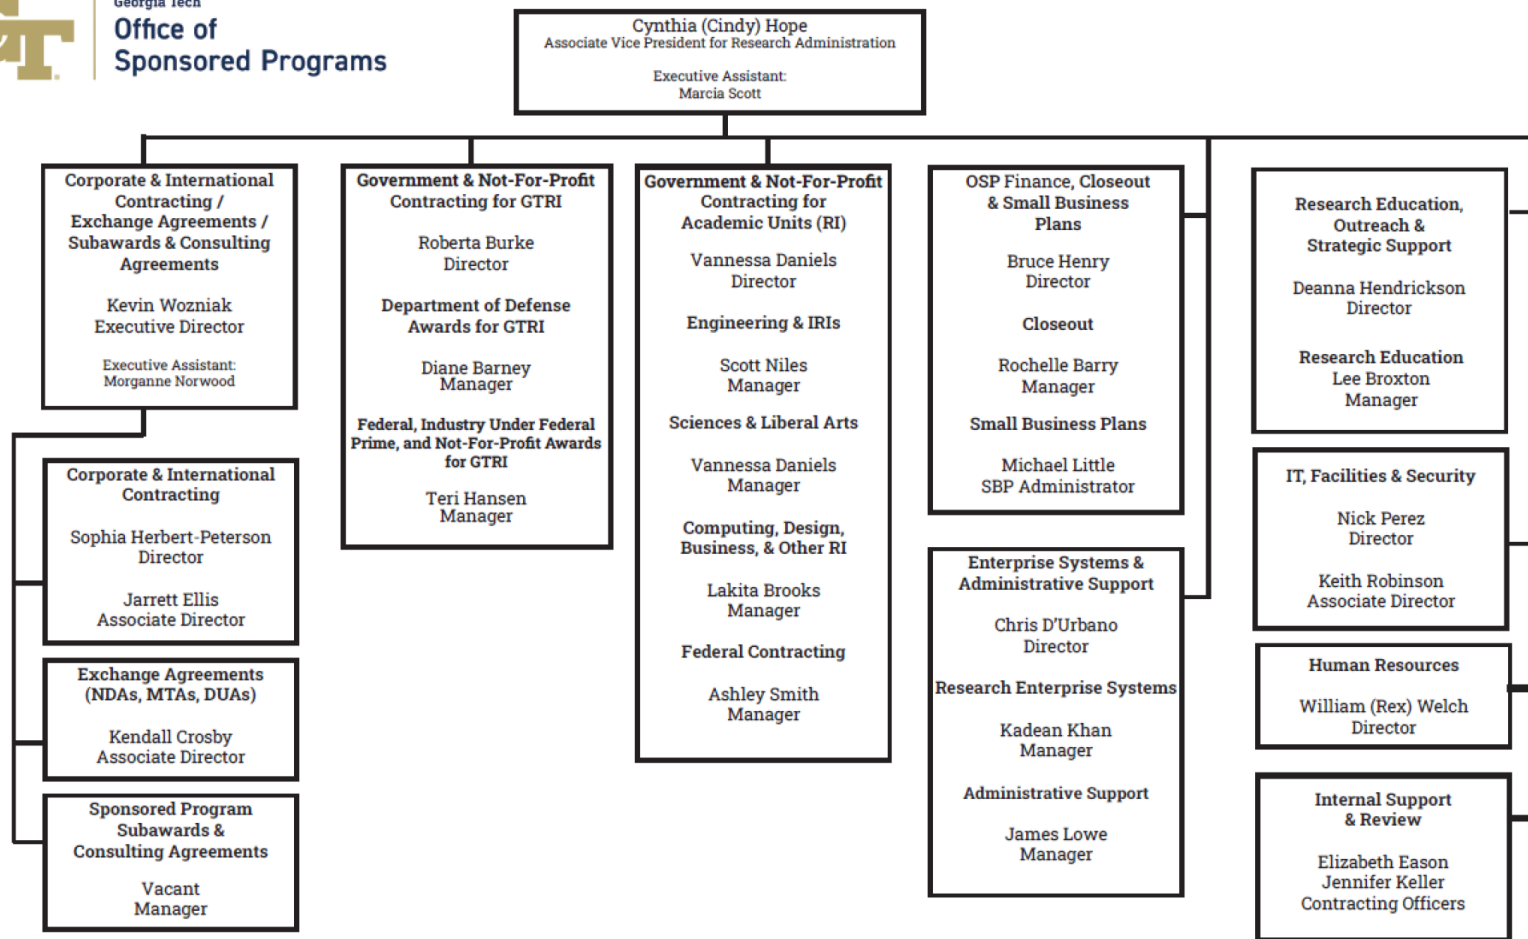 Georgia Tech
Office of
Sponsored Programs
Cynthia (Cindy) Hope
Associate Vice President for Research Administration
Executive Assistant:
Marcia Scott
Corporate & International
Contracting /
Exchange Agreements /
Subawards & Consulting
Agreements
Kevin Wozniak
Executive Director
Executive Assistant:
Morganne Norwood
Corporate & International
Contracting
Sophia Herbert-Peterson
Director
Jarrett Ellis
Associate Director
Exchange Agreements
(NDAs, MTAs, DUAs)
Kendall Crosby
Associate Director
Sponsored Program
Subawards &
Consulting Agreements
Vacant
Manager
Government & Not-For-Profit
Contracting for GTRI
Roberta Burke
Director
Department of Defense
Awards for GTRI
Diane Barney
Manager
Federal, Industry Under Federal
Prime, and Not-For-Profit Awards
for GTRI
Teri Hansen
Manager
Government & Not-For-Profit
Contracting for
Academic Units (RI)
Vannessa Daniels
Director
Engineering & IRIs
Scott Niles
Manager
Sciences & Liberal Arts
Vannessa Daniels
Manager
Computing, Design,
Business, & Other RI
Lakita Brooks
Manager
Federal Contracting
Ashley Smith
Manager
OSP Finance, Closeout
& Small Business
Plans
Bruce Henry
Director
Closeout
Rochelle Barry
Manager
Small Business Plans
Michael Little
SBP Administrator
Enterprise Systems &
Administrative Support
Chris D'Urbano
Director
Research Enterprise Systems
Kadean Khan
Manager
Administrative Support
James Lowe
Manager
Research Education,
Outreach &
Strategic Support
Deanna Hendrickson
Director
Research Education
Lee Broxton
Manager
IT, Facilities & Security
Nick Perez
Director
Keith Robinson
Associate Director
Human Resources
William (Rex) Welch
Director
Internal Support
& Review
Elizabeth Eason
Jennifer Keller
Contracting Officers